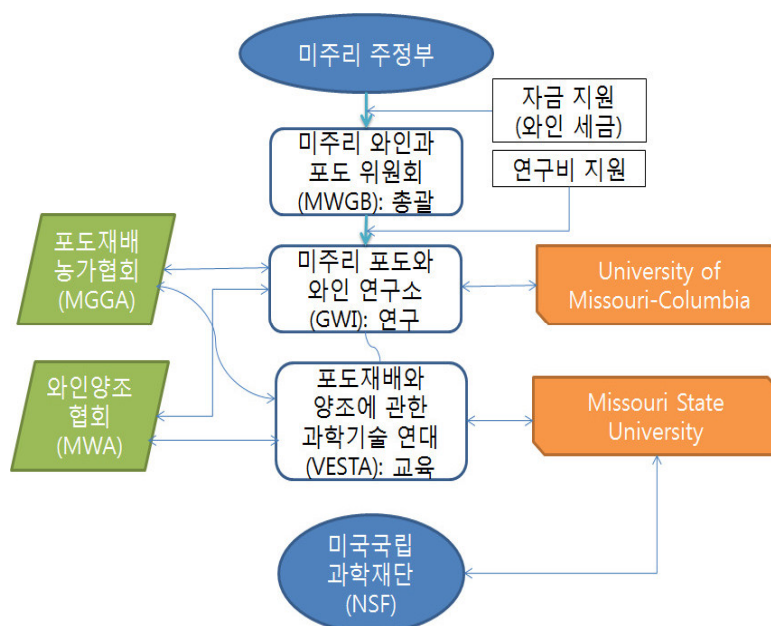 미주리 주정부
자금 지원
(와인 세금)
미주리 와인과
포도 위원회
(MWGB): 총괄
연구비 지원
포도재배
농가협회
(MGGA)
미주리 포도와
와인 연구소
(GWI): 연구
University of
Missouri-Columbia
와인양조
협회
(MWA)
포도재배와
양조에 관한
과학기술 연대
(VESTA): 교육
Missouri State
University
미국국립
과학재단
(NSF)